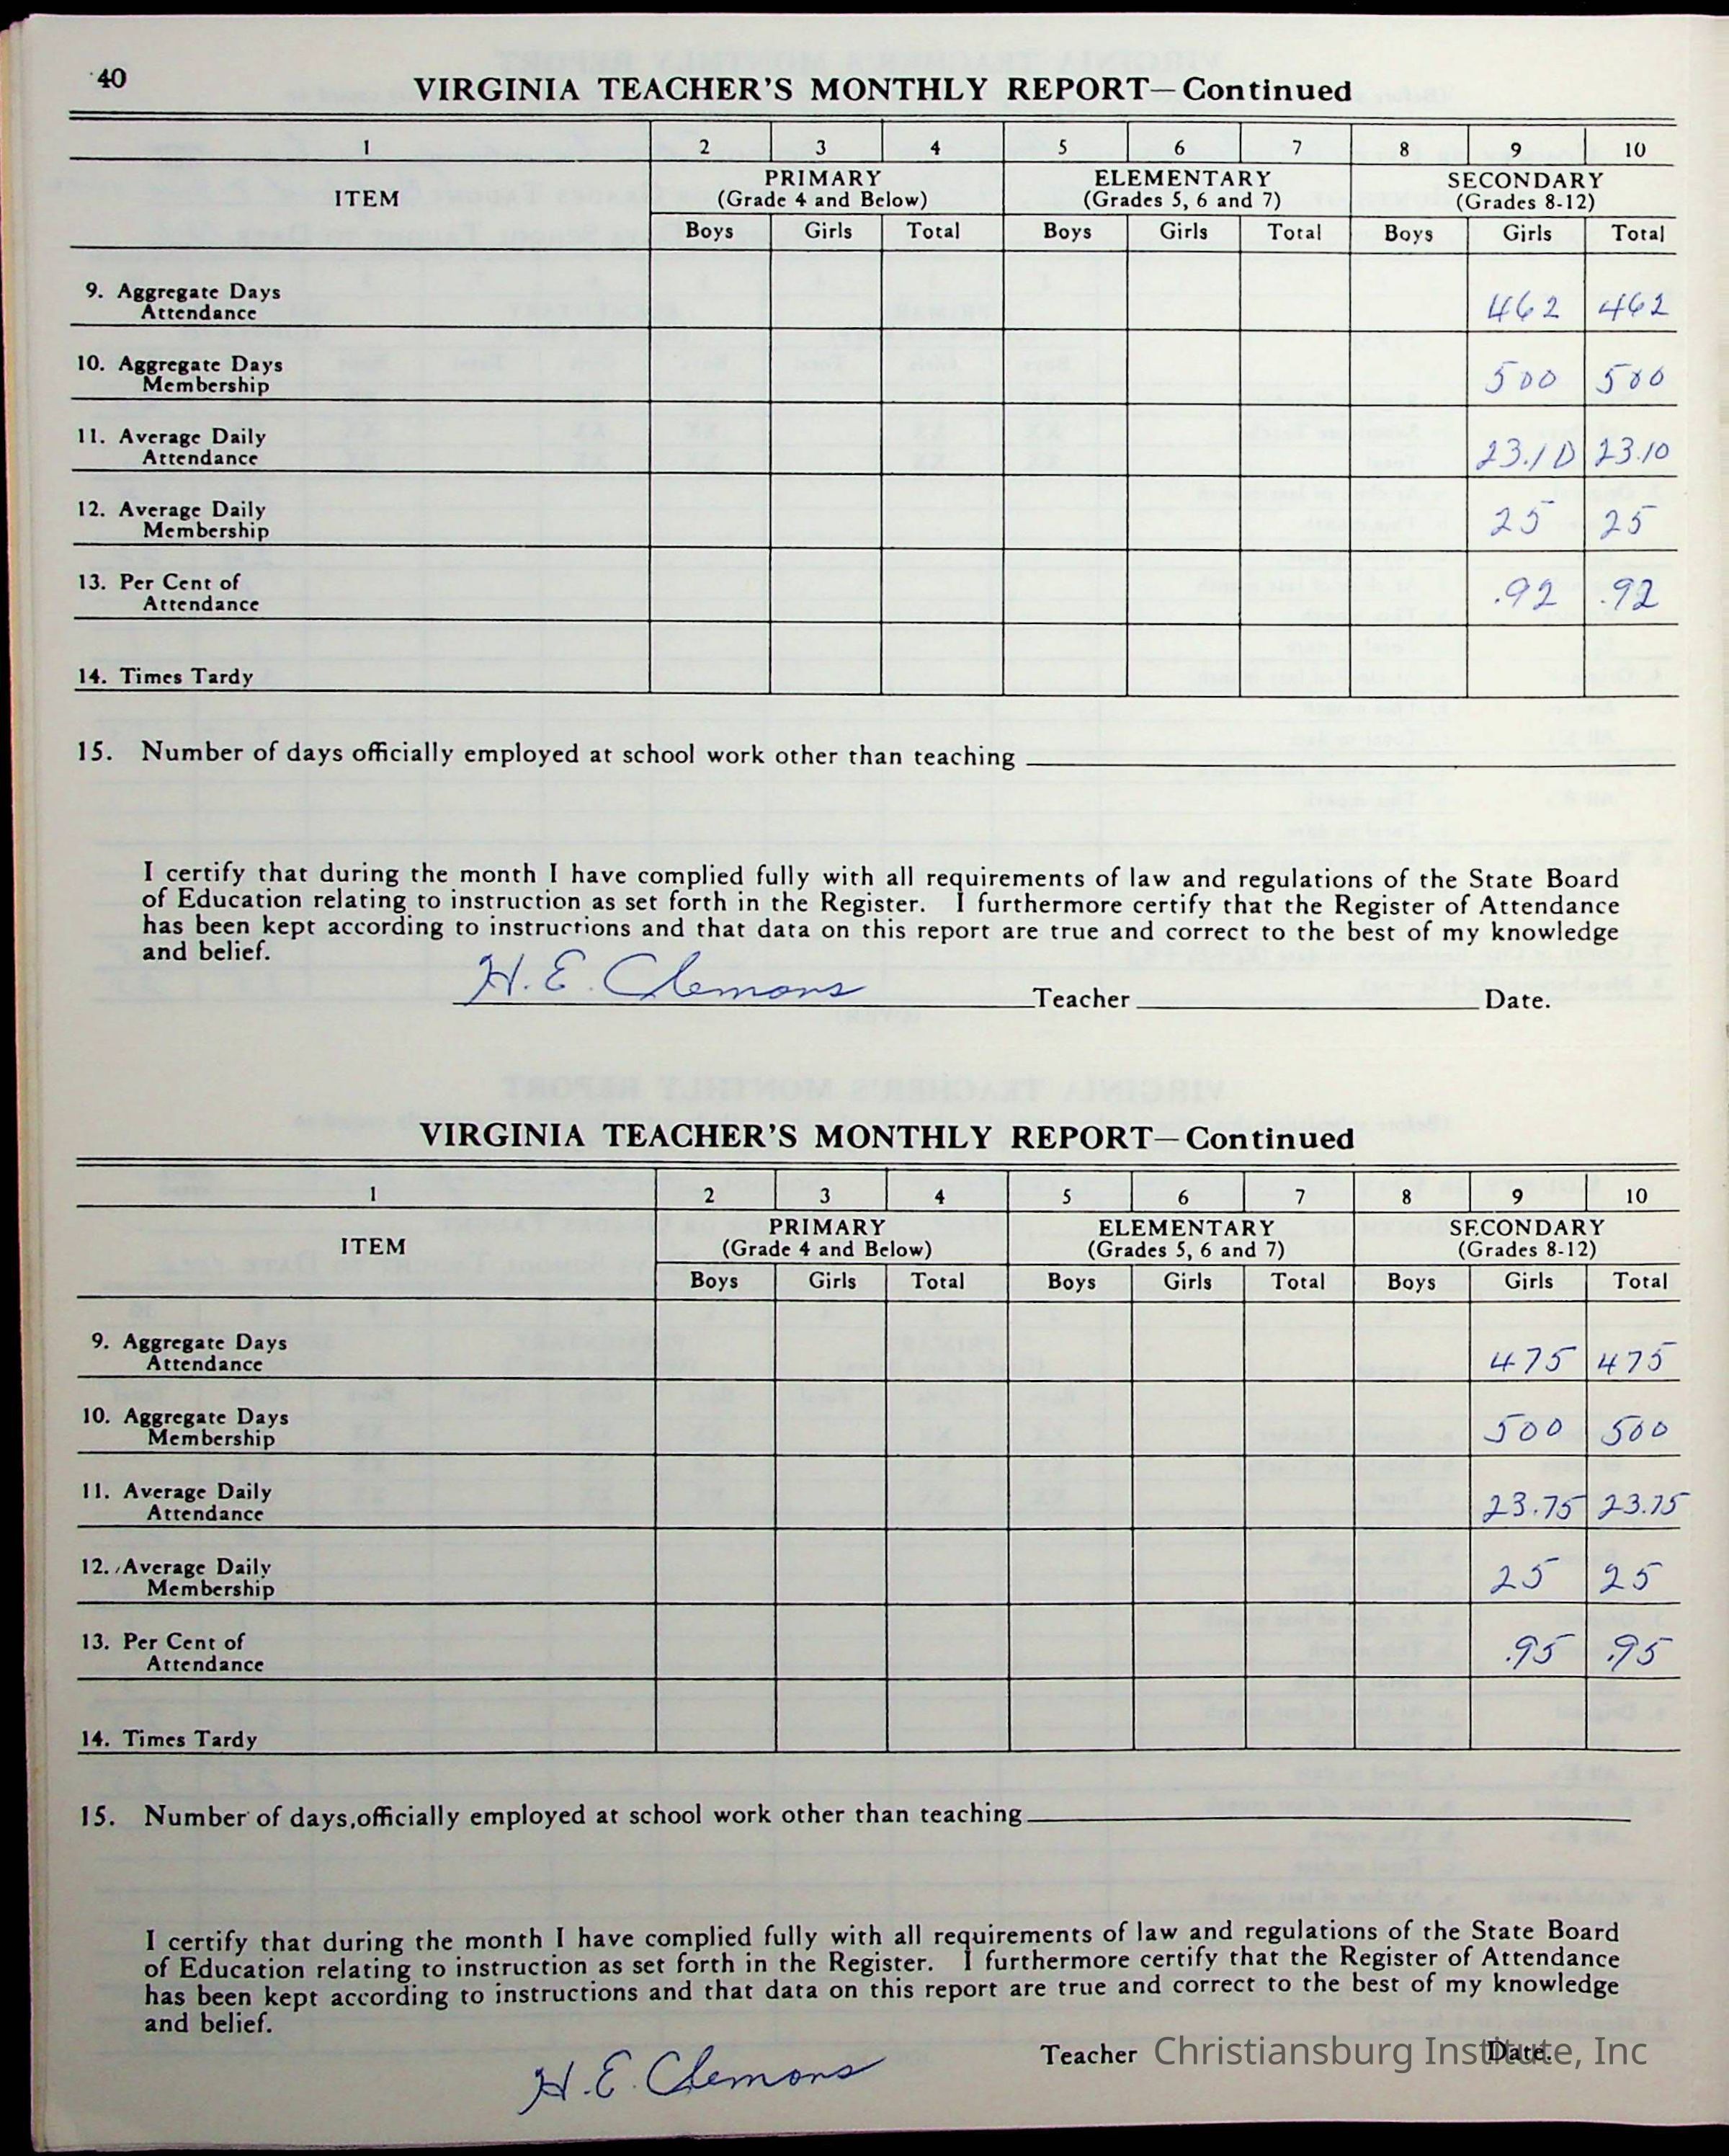 40
VIRGINIA TEACHER'S MONTHLY REPORT—Continued
1 2 3 4 5 6 7 8 9 10
ITEM PRIMARY ELEMENTARY SECONDARY
(Grade 4 and Below) (Grades 5, 6 and 7) (Grades 8-12)
Boys Girls Total Boys Girls Total Boys Girls Total
9. Aggregate Days
Attendance 462 462
10. Aggregate Days
Membership 500 500
11. Average Daily
Attendance 23.10 23.10
12. Average Daily
Membership 25 25
13. Per Cent of
Attendance .92 .92
14. Times Tardy
15. Number of days officially employed at school work other than teaching
I certify that during the month I have complied fully with all requirements of law and regulations of the State Board
of Education relating to instruction as set forth in the Register. I furthermore certify that the Register of Attendance
has been kept according to instructions and that data on this report are true and correct to the best of my knowledge
and belief.
H. E. Clemons Teacher Date.
VIRGINIA TEACHER'S MONTHLY REPORT—Continued
1 2 3 4 5 6 7 8 9 10
ITEM PRIMARY ELEMENTARY SECONDARY
(Grade 4 and Below) (Grades 5, 6 and 7) (Grades 8-12)
Boys Girls Total Boys Girls Total Boys Girls Total
9. Aggregate Days
Attendance 475 475
10. Aggregate Days
Membership 500 500
11. Average Daily
Attendance 23.75 23.75
12. Average Daily
Membership 25 25
13. Per Cent of
Attendance .95 .95
14. Times Tardy
15. Number of days officially employed at school work other than teaching
I certify that during the month I have complied fully with all requirements of law and regulations of the State Board
of Education relating to instruction as set forth in the Register. I furthermore certify that the Register of Attendance
has been kept according to instructions and that data on this report are true and correct to the best of my knowledge
and belief.
Teacher Date.
Christiansburg Institute, Inc
H. E. Clemons